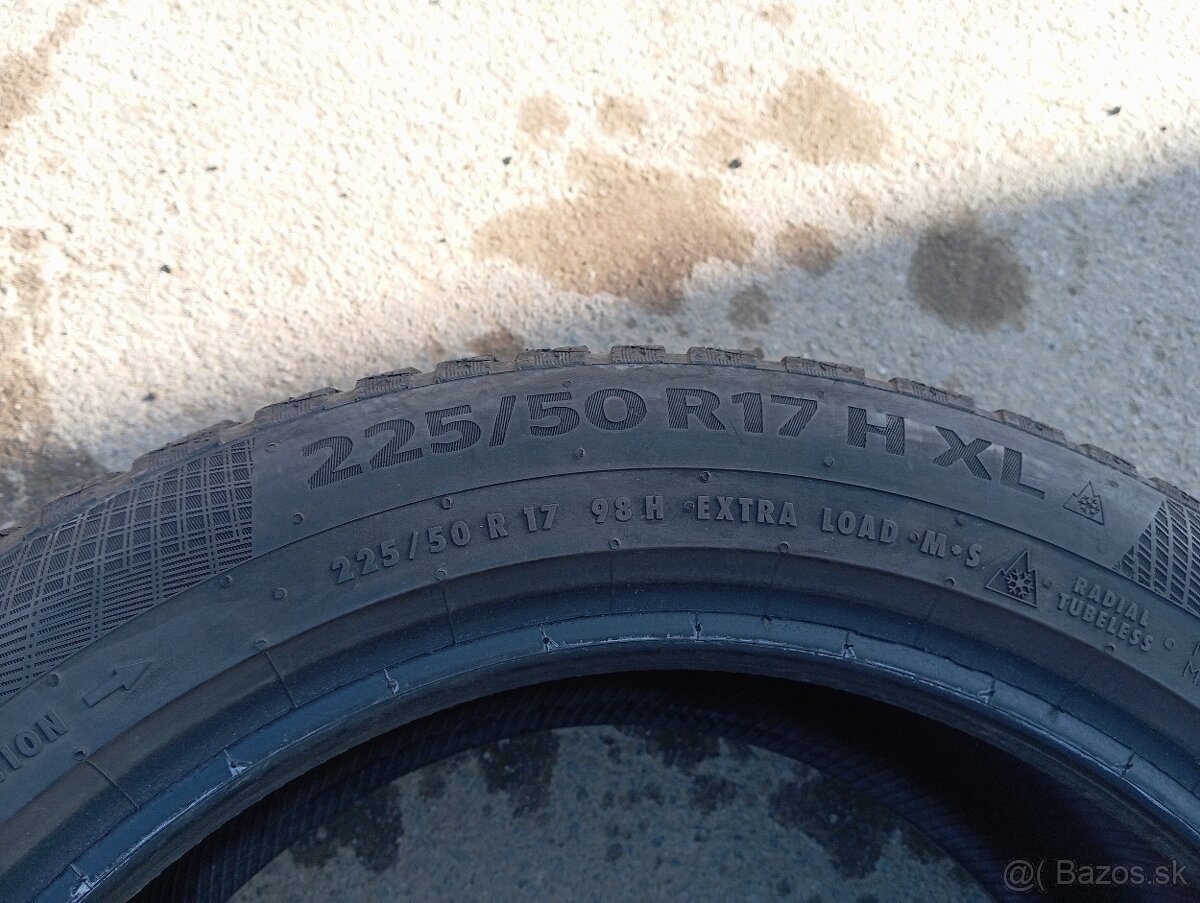 225/50 R17 H XL
225/50 R 17 98 H EXTRA LOAD •M•S
RADIAL
TUBELESS
@( Bazos.sk